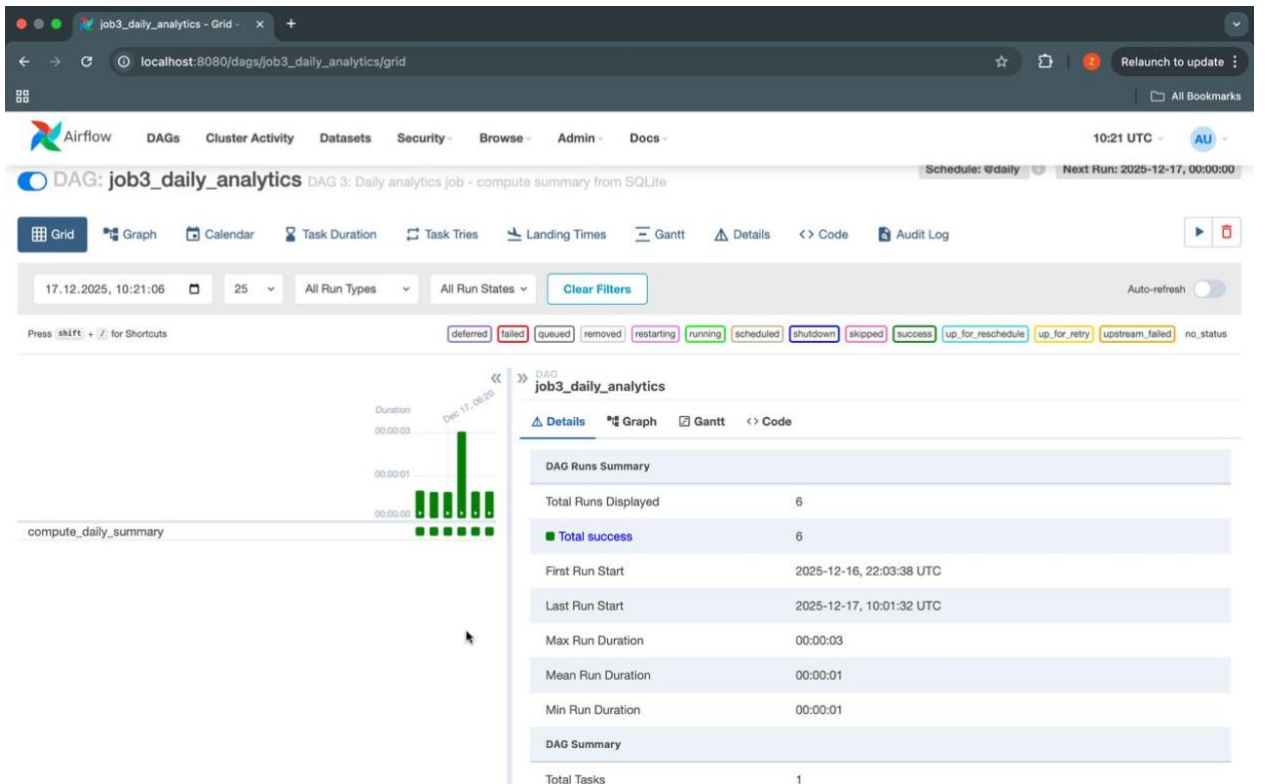 job3_daily_analytics - Grid -
localhost:8080/dags/job3_daily_analytics/grid
Z
Relaunch to update
All Bookmarks
Airflow DAGs Cluster Activity Datasets Security Browse Admin Docs 10:21 UTC AU
DAG: job3_daily_analytics DAG 3: Daily analytics job - compute summary from SQLite Schedule: @daily Next Run: 2025-12-17, 00:00:00
Grid Graph Calendar Task Duration Task Tries Landing Times Gantt Details <> Code Audit Log
17.12.2025, 10:21:06 25 All Run Types All Run States Clear Filters Auto-refresh
Press shift + / for Shortcuts deferred failed queued removed restarting running scheduled shutdown skipped success up_for_reschedule up_for_retry upstream_failed no_status
DAG
job3_daily_analytics
Duration
Dec 17, 06:20
00:00:03
00:00:01
00:00:00
compute_daily_summary
Details Graph Gantt <> Code
DAG Runs Summary
Total Runs Displayed 6
Total success 6
First Run Start 2025-12-16, 22:03:38 UTC
Last Run Start 2025-12-17, 10:01:32 UTC
Max Run Duration 00:00:03
Mean Run Duration 00:00:01
Min Run Duration 00:00:01
DAG Summary
Total Tasks 1